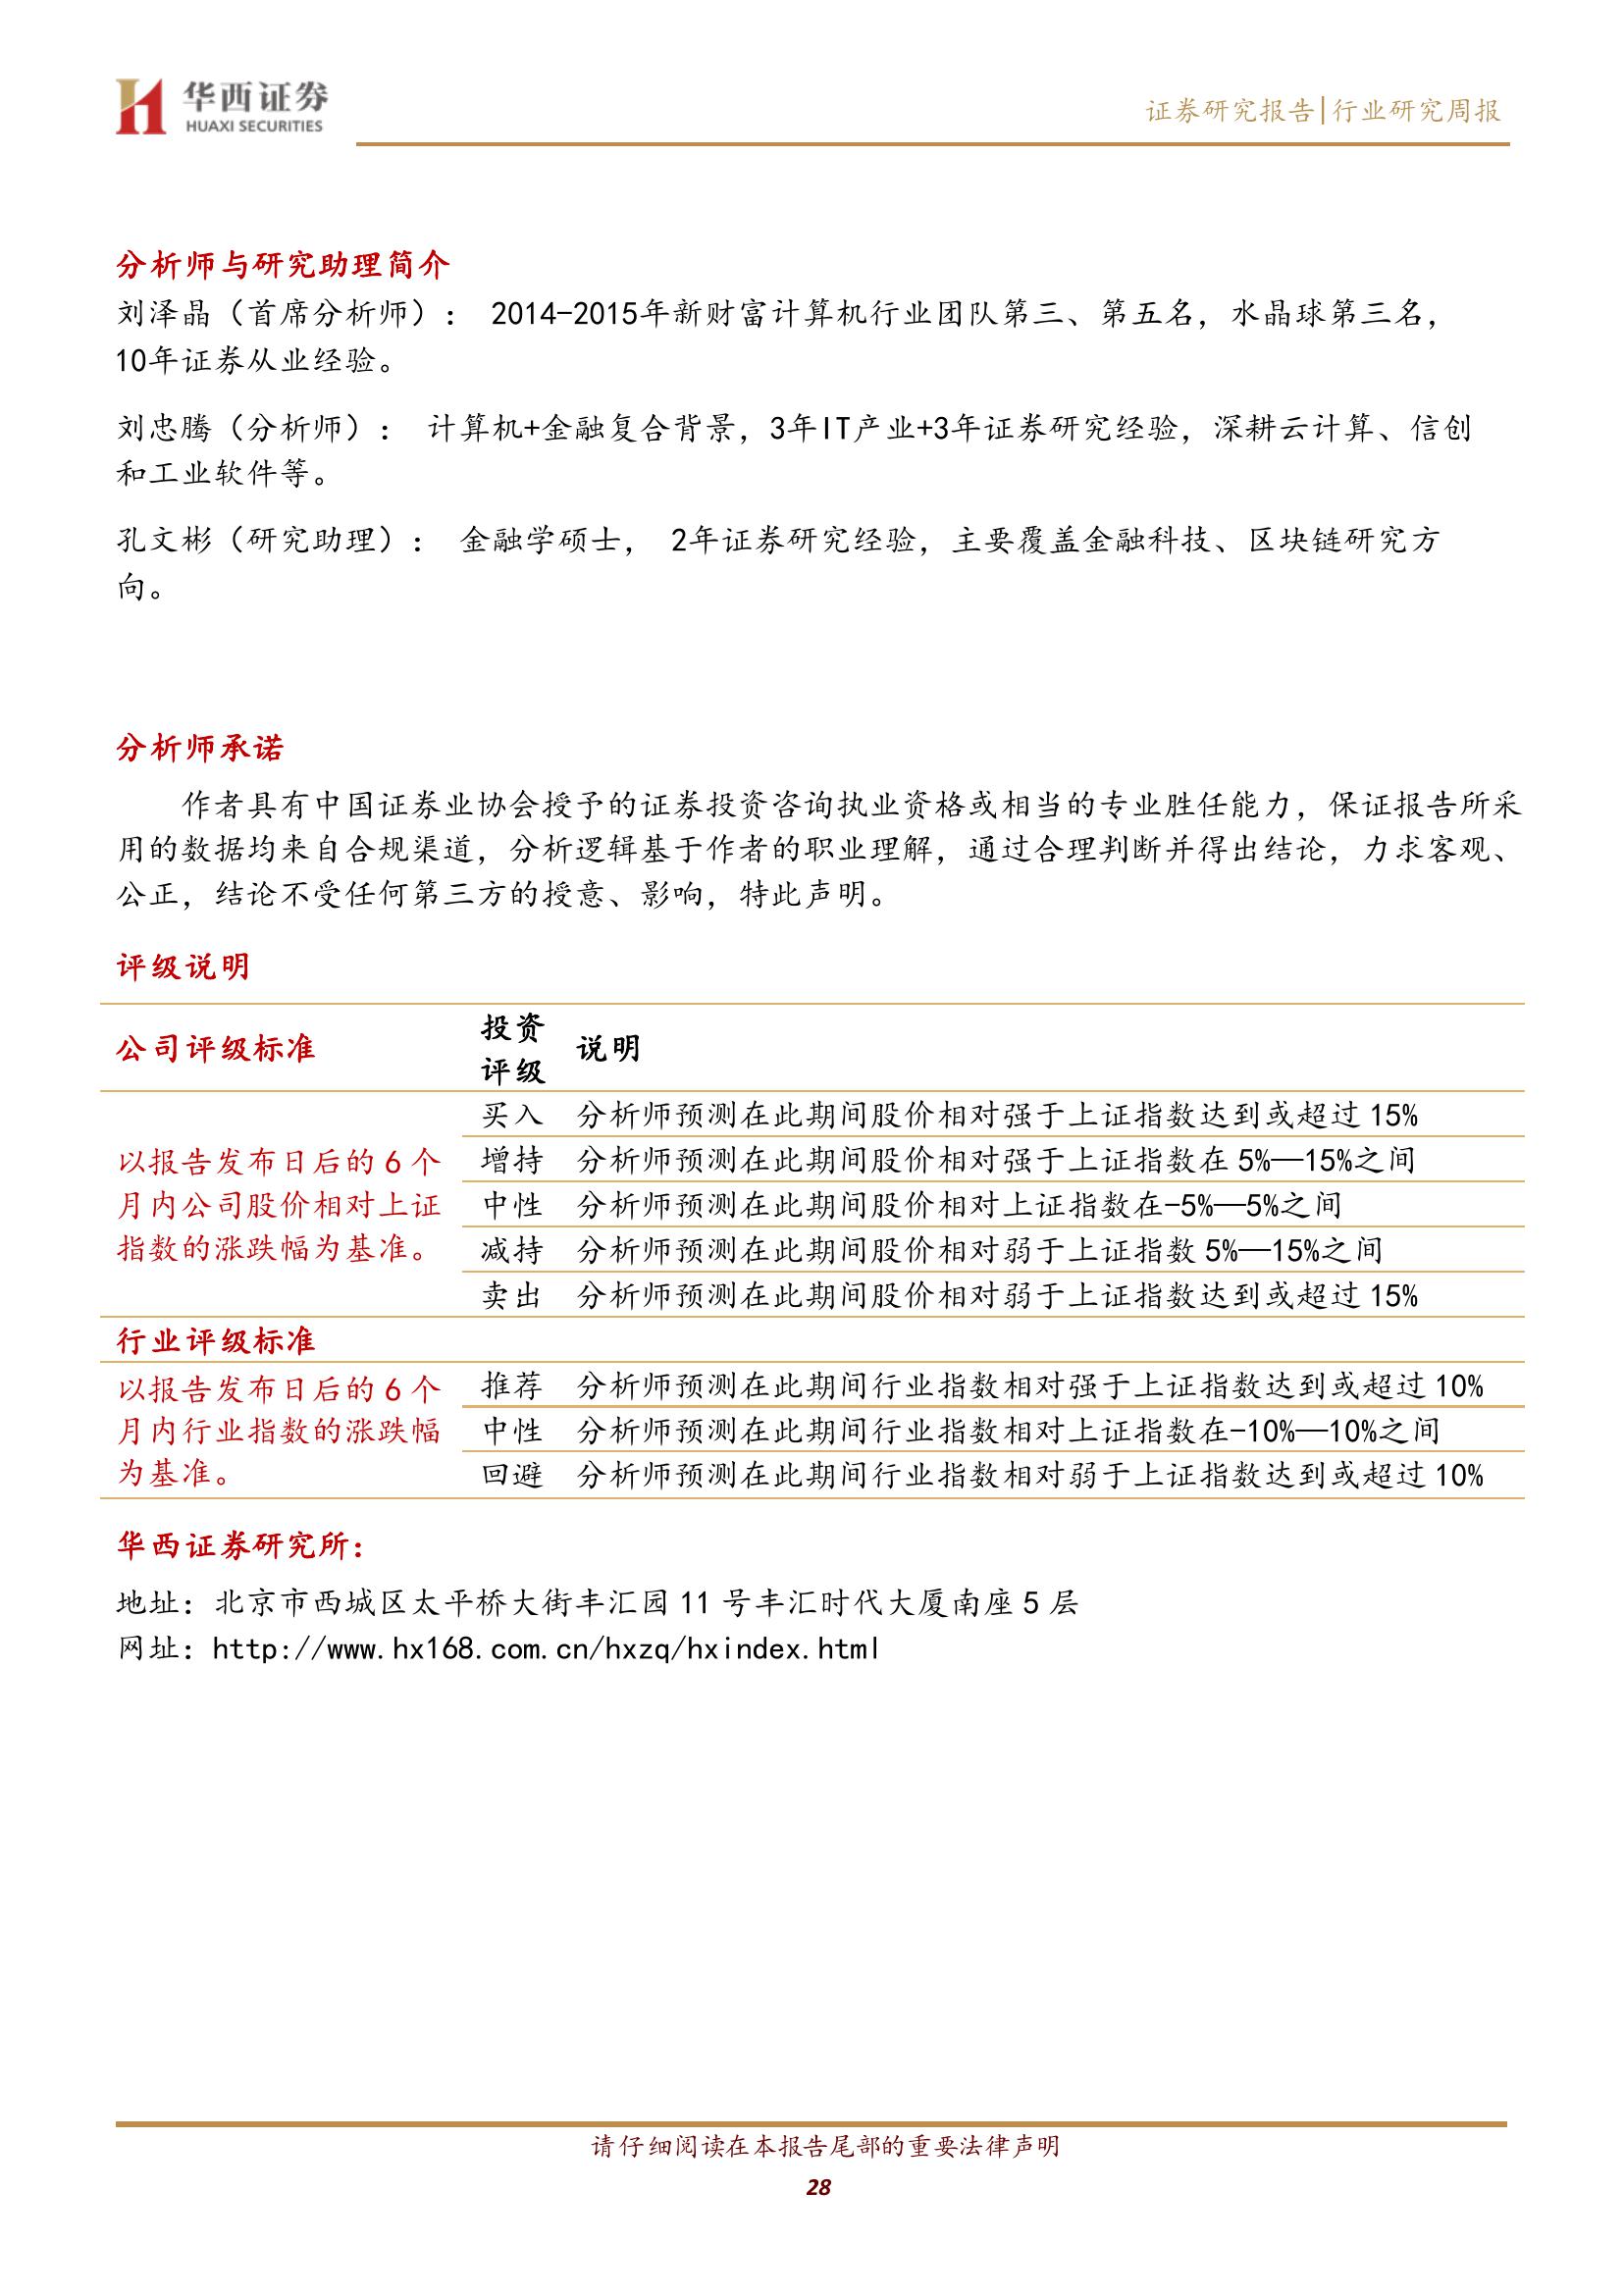 华西证券
HUAXI SECURITIES
证券研究报告|行业研究周报
分析师与研究助理简介
刘泽晶（首席分析师）： 2014-2015年新财富计算机行业团队第三、第五名，水晶球第三名，
10年证券从业经验。
刘忠腾（分析师）： 计算机+金融复合背景，3年IT产业+3年证券研究经验，深耕云计算、信创
和工业软件等。
孔文彬（研究助理）： 金融学硕士， 2年证券研究经验，主要覆盖金融科技、区块链研究方
向。
分析师承诺
作者具有中国证券业协会授予的证券投资咨询执业资格或相当的专业胜任能力，保证报告所采
用的数据均来自合规渠道，分析逻辑基于作者的职业理解，通过合理判断并得出结论，力求客观、
公正，结论不受任何第三方的授意、影响，特此声明。
评级说明
公司评级标准
投资
评级
说明
以报告发布日后的 6 个
月内公司股价相对上证
指数的涨跌幅为基准。
买入 分析师预测在此期间股价相对强于上证指数达到或超过 15%
增持 分析师预测在此期间股价相对强于上证指数在 5%—15%之间
中性 分析师预测在此期间股价相对上证指数在-5%—5%之间
减持 分析师预测在此期间股价相对弱于上证指数 5%—15%之间
卖出 分析师预测在此期间股价相对弱于上证指数达到或超过 15%
行业评级标准
以报告发布日后的 6 个
月内行业指数的涨跌幅
为基准。
推荐 分析师预测在此期间行业指数相对强于上证指数达到或超过 10%
中性 分析师预测在此期间行业指数相对上证指数在-10%—10%之间
回避 分析师预测在此期间行业指数相对弱于上证指数达到或超过 10%
华西证券研究所：
地址：北京市西城区太平桥大街丰汇园 11 号丰汇时代大厦南座 5 层
网址：http://www.hx168.com.cn/hxzq/hxindex.html
请仔细阅读在本报告尾部的重要法律声明
28